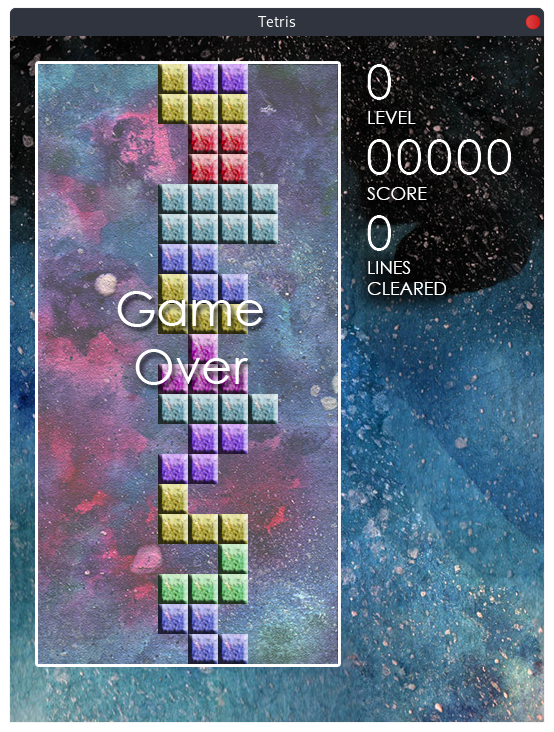 Tetris
0
LEVEL
00000
SCORE
0
LINES
CLEARED
Game
Over